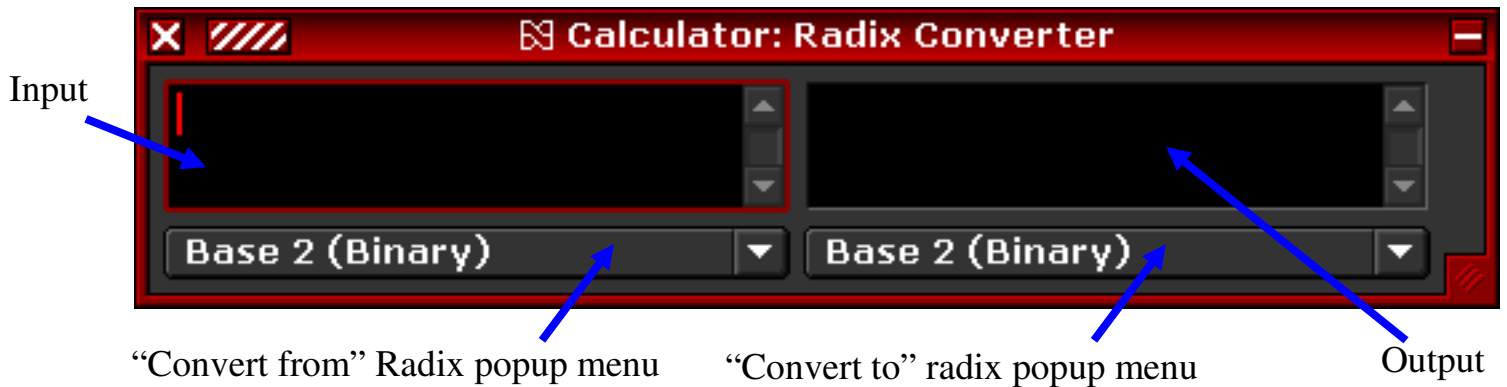 Calculator: Radix Converter
Input
Base 2 (Binary) Base 2 (Binary)
“Convert from” Radix popup menu “Convert to” radix popup menu Output